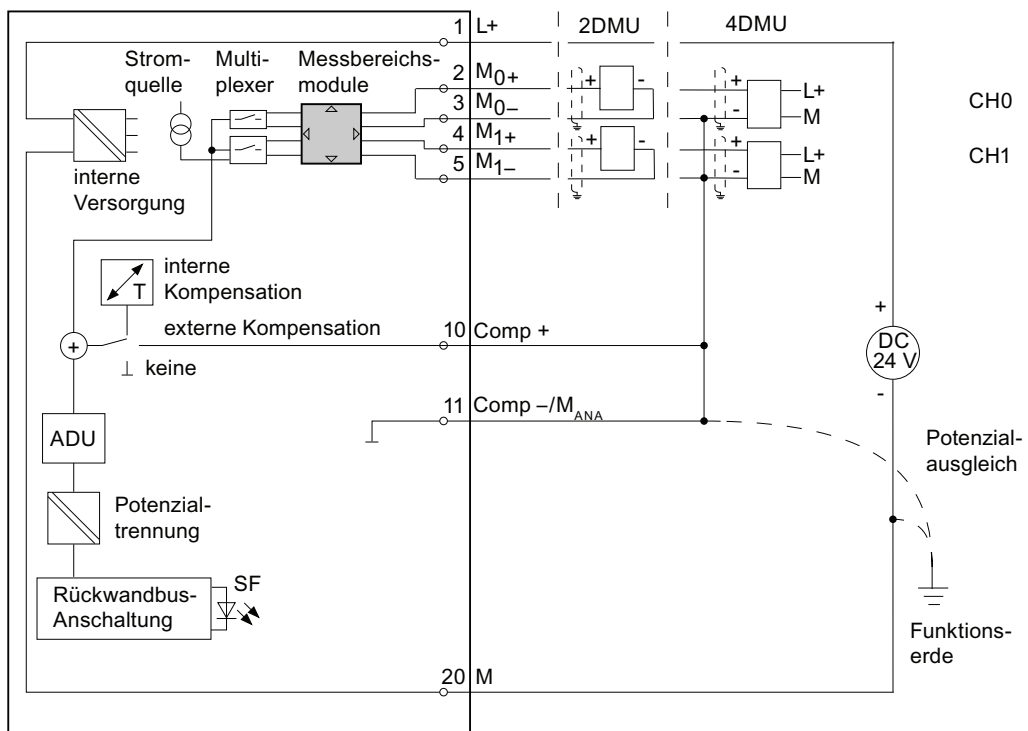 1 L+
2DMU
4DMU
Strom-
quelle
Multi-
plexer
Messbereichs-
module
2 M0+
3 M0–
4 M1+
5 M1–
+ -
+ -
+
-
L+
M
+
-
L+
M
CH0
CH1
interne
Versorgung
interne
Kompensation
T
externe Kompensation
10 Comp +
+
keine
+
DC
24 V
-
11 Comp –/MANA
ADU
Potenzial-
ausgleich
Potenzial-
trennung
SF
Rückwandbus-
Anschaltung
Funktions-
erde
20 M